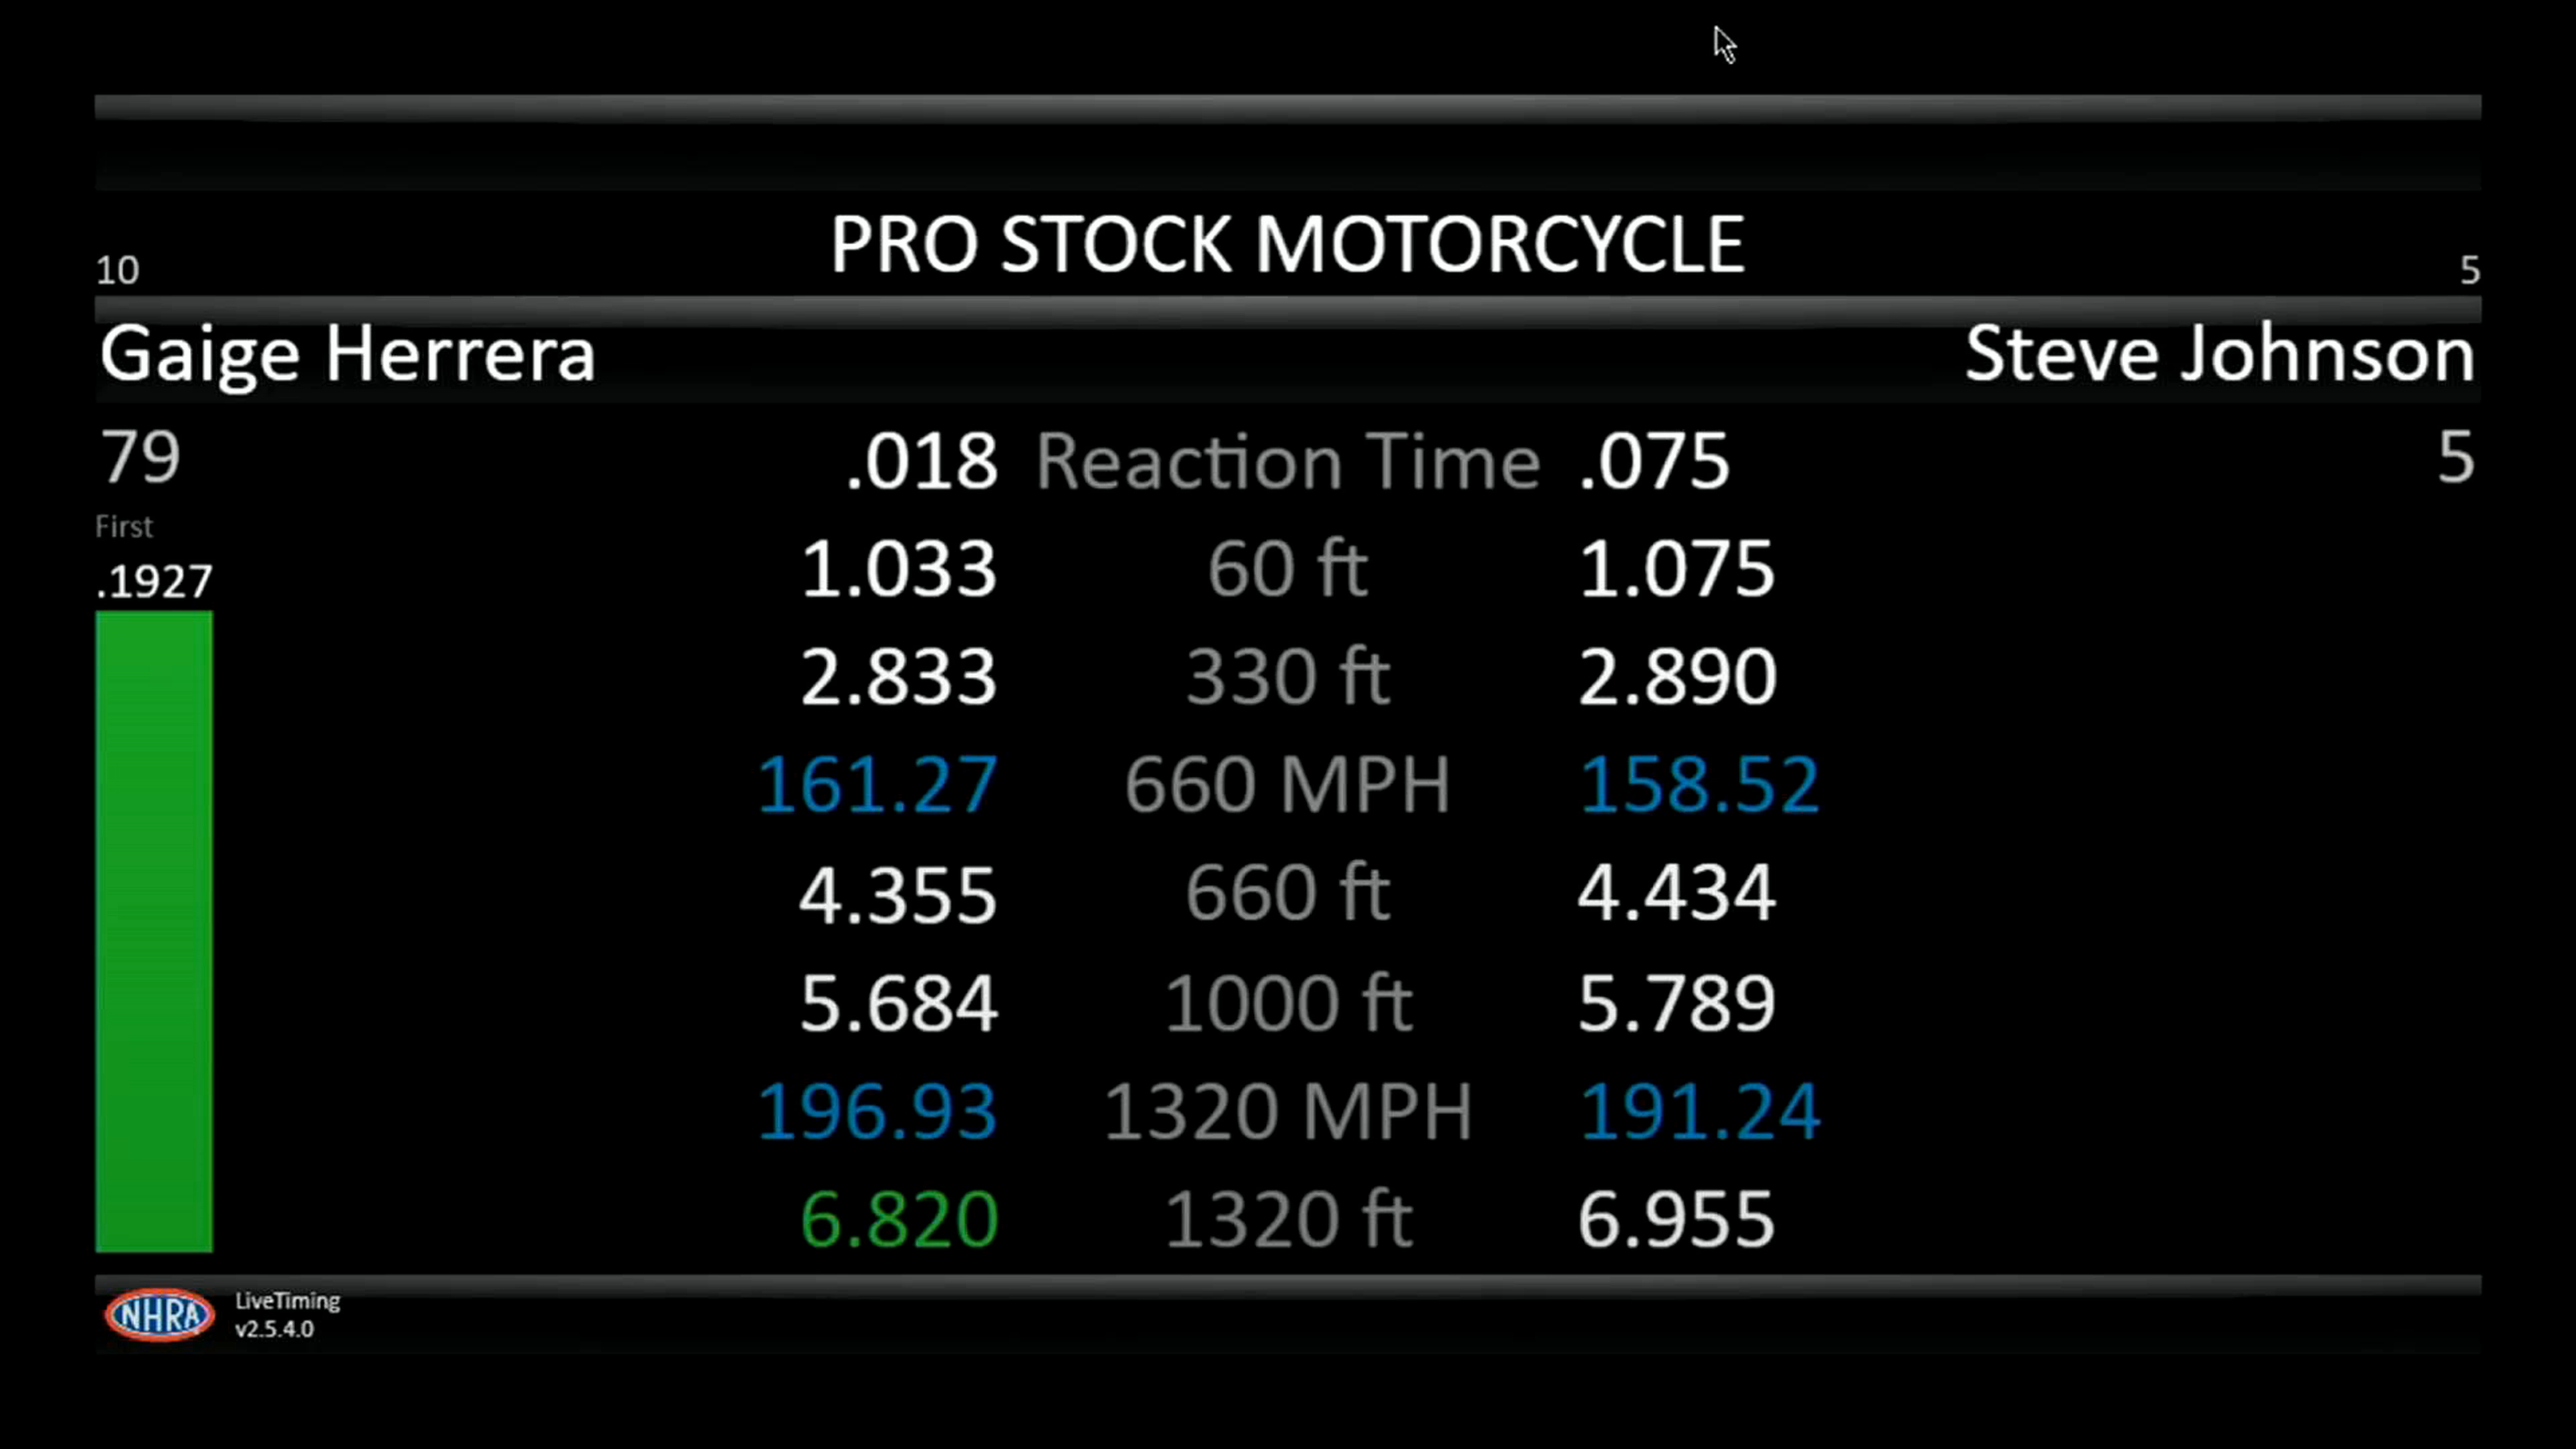 PRO STOCK MOTORCYCLE
10 5
Gaige Herrera Steve Johnson
79 .018 Reaction Time .075 5
First
.1927
1.033 60 ft 1.075
2.833 330 ft 2.890
161.27 660 MPH 158.52
4.355 660 ft 4.434
5.684 1000 ft 5.789
196.93 1320 MPH 191.24
6.820 1320 ft 6.955
NHRA LiveTiming
v2.5.4.0